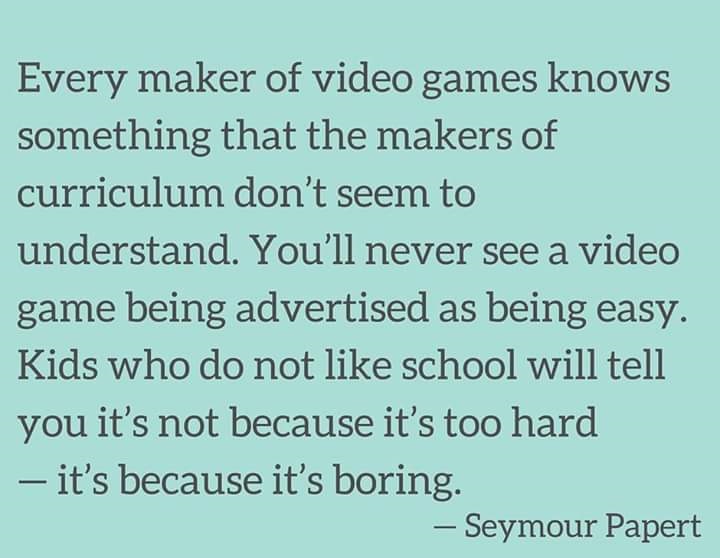 Every maker of video games knows
something that the makers of
curriculum don’t seem to
understand. You’ll never see a video
game being advertised as being easy.
Kids who do not like school will tell
you it’s not because it’s too hard
— it’s because it’s boring.
— Seymour Papert